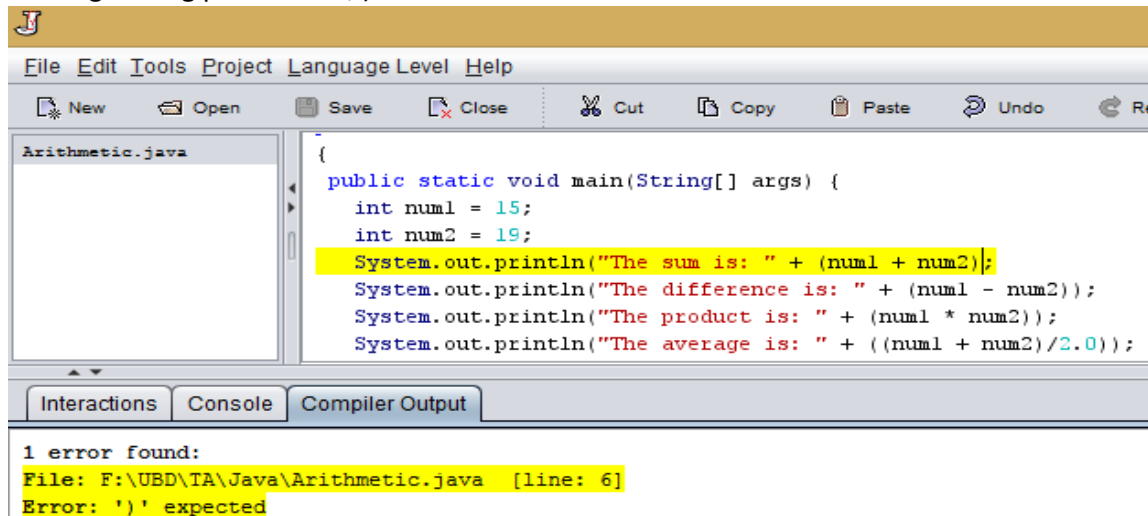 File Edit Tools Project Language Level Help
New Open Save Close Cut Copy Paste Undo
Arithmetic.java
{
public static void main(String[] args) {
int num1 = 15;
int num2 = 19;
System.out.println("The sum is: " + (num1 + num2);
System.out.println("The difference is: " + (num1 - num2));
System.out.println("The product is: " + (num1 * num2));
System.out.println("The average is: " + ((num1 + num2)/2.0));
Interactions Console Compiler Output
1 error found:
File: F:\UBD\TA\Java\Arithmetic.java [line: 6]
Error: ')' expected